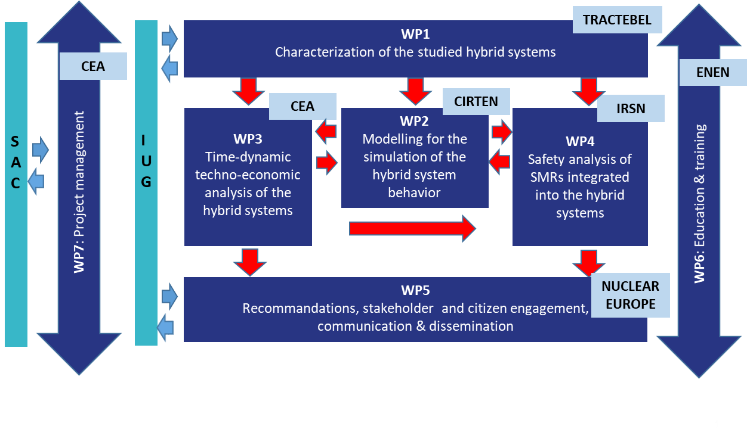 TRACTEBEL
WP1
Characterization of the studied hybrid systems
CEA
ENEN
CEA
CIRTEN
IRSN
S
A
C
WP7: Project management
I
U
G
WP3
Time-dynamic
techno-economic
analysis of the
hybrid systems
WP2
Modelling for the
simulation of the
hybrid system
behavior
WP4
Safety analysis of
SMRs integrated
into the hybrid
systems
WP6: Education & training
WP5
Recommandations, stakeholder and citizen engagement,
communication & dissemination
NUCLEAR
EUROPE